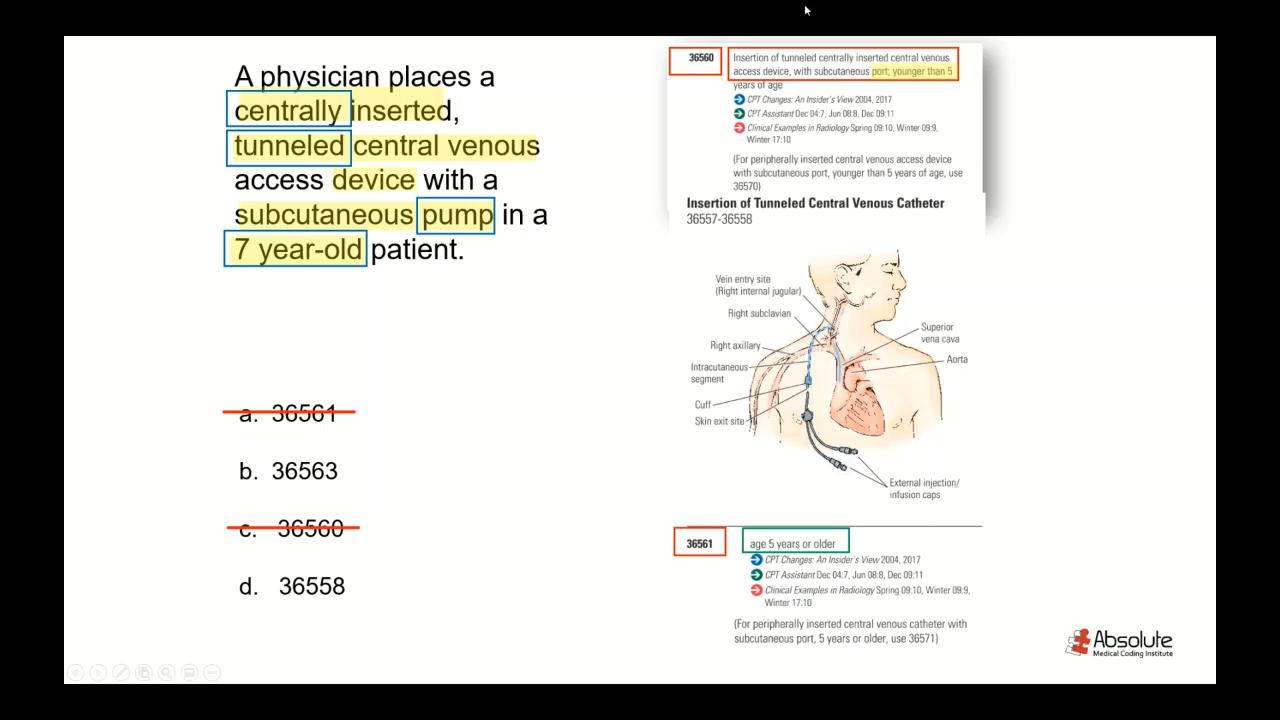 A physician places a
centrally inserted,
tunneled central venous
access device with a
subcutaneous pump in a
7 year-old patient.
a. 36561
b. 36563
c. 36560
d. 36558
36560 Insertion of tunneled centrally inserted central venous
access device, with subcutaneous port; younger than 5
years of age
CPT Changes: An Insider's View 2004, 2017
CPT Assistant Dec 04:7, Jun 08:8, Dec 09:11
Clinical Examples in Radiology Spring 09:10, Winter 09:9,
Winter 17:10
(For peripherally inserted central venous access device
with subcutaneous port, younger than 5 years of age, use
36570)
Insertion of Tunneled Central Venous Catheter
36557-36558
Vein entry site
(Right internal jugular)
Right subclavian
Right axillary
Intracutaneous
segment
Cuff
Skin exit site
Superior
vena cava
Aorta
External injection/
infusion caps
36561 age 5 years or older
CPT Changes: An Insider's View 2004, 2017
CPT Assistant Dec 04:7, Jun 08:8, Dec 09:11
Clinical Examples in Radiology Spring 09:10, Winter 09:9,
Winter 17:10
(For peripherally inserted central venous catheter with
subcutaneous port, 5 years or older, use 36571)
Absolute
Medical Coding Institute